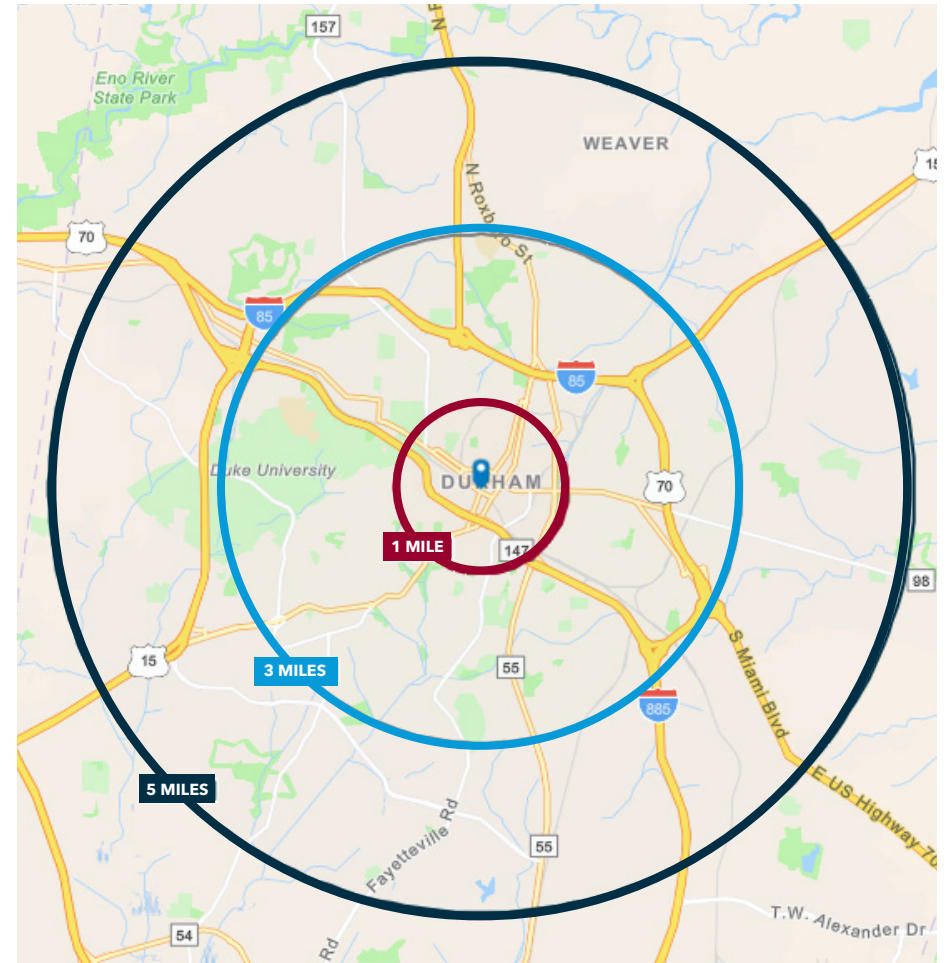 157
Eno River
State Park
WEAVER
15
N Roxboro St
70
85
85
Duke University
DURHAM
70
1 MILE
147
98
15
3 MILES
55
S Miami Blvd
885
5 MILES
E US Highway 70
Fayetteville Rd
55
T.W. Alexander Dr
54
Rd